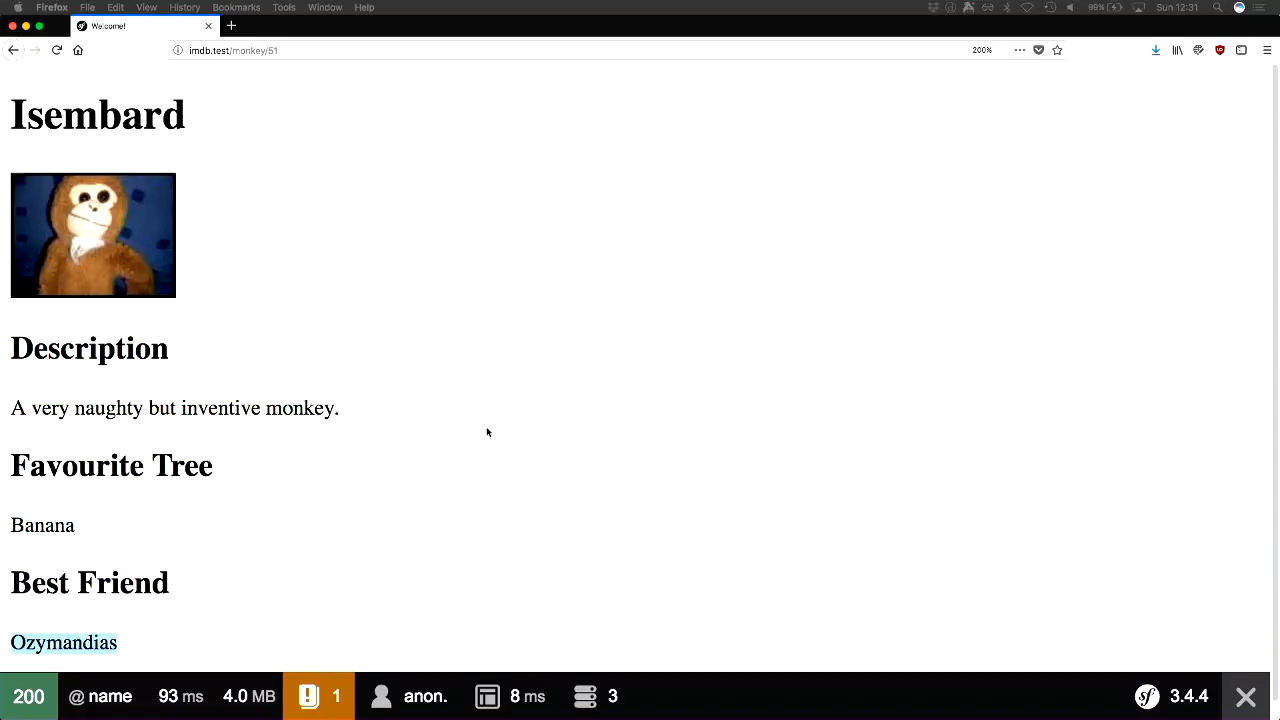 Firefox File Edit View History Bookmarks Tools Window Help 99% Sun 12:31
Welcome!
imdb.test/monkey/51 200%
Isembard
Description
A very naughty but inventive monkey.
Favourite Tree
Banana
Best Friend
Ozymandias
200 @ name 93 ms 4.0 MB 1 anon. 8 ms 3 sf 3.4.4